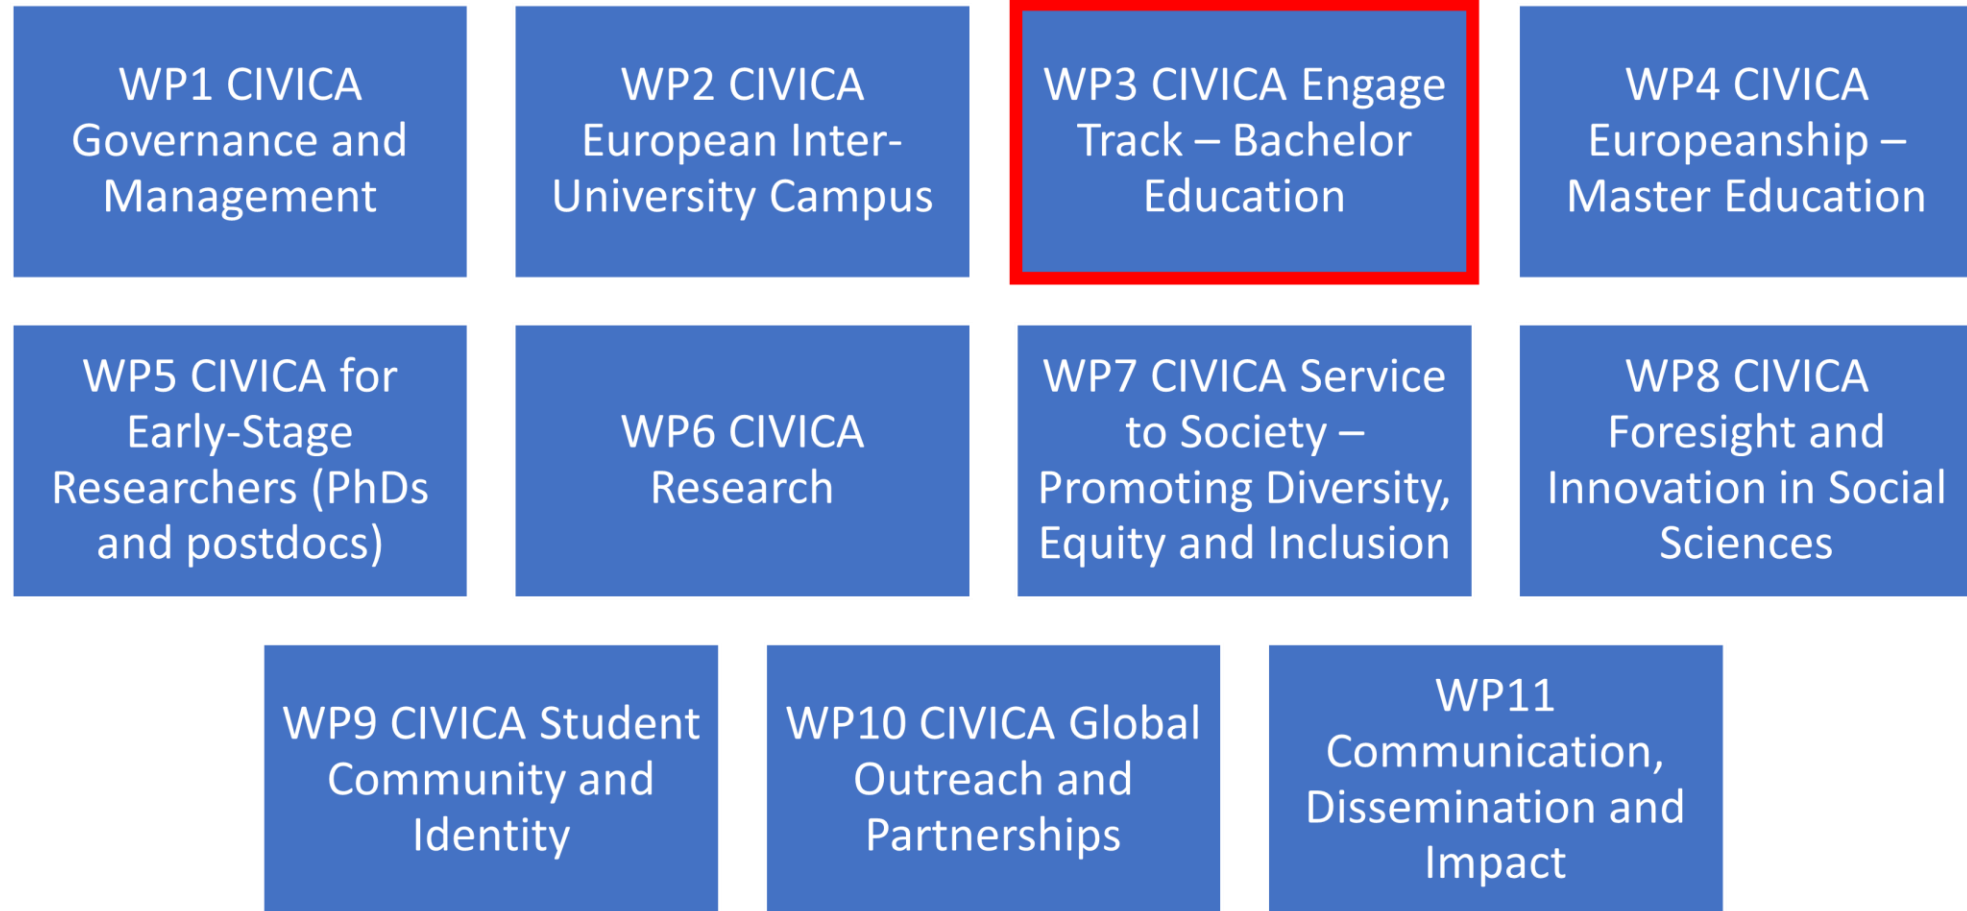 WP1 CIVICA
Governance and
Management
WP2 CIVICA
European Inter-
University Campus
WP3 CIVICA Engage
Track – Bachelor
Education
WP4 CIVICA
Europeanship –
Master Education
WP5 CIVICA for
Early-Stage
Researchers (PhDs
and postdocs)
WP6 CIVICA
Research
WP7 CIVICA Service
to Society –
Promoting Diversity,
Equity and Inclusion
WP8 CIVICA
Foresight and
Innovation in Social
Sciences
WP9 CIVICA Student
Community and
Identity
WP10 CIVICA Global
Outreach and
Partnerships
WP11
Communication,
Dissemination and
Impact